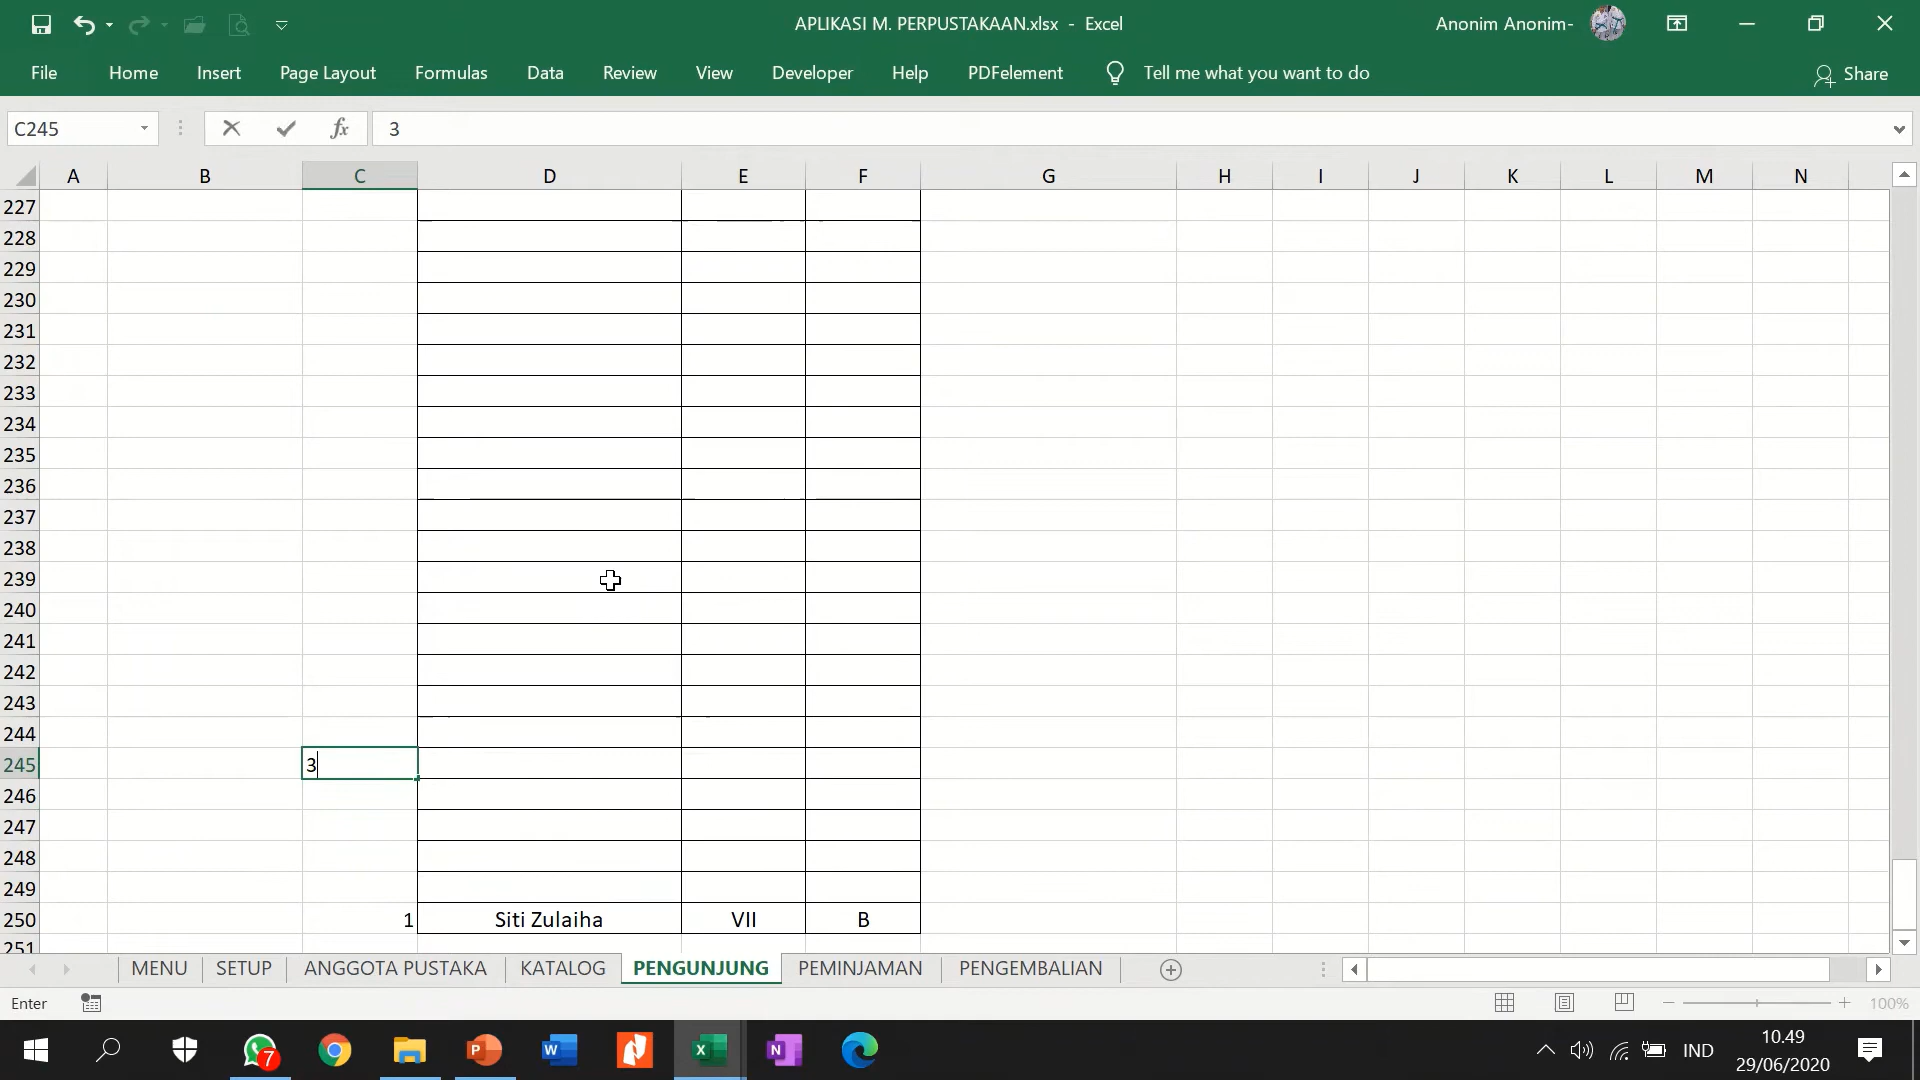 APLIKASI M. PERPUSTAKAAN.xlsx - Excel
Anonim Anonim-
File Home Insert Page Layout Formulas Data Review View Developer Help PDFelement Tell me what you want to do Share
C245 fx 3
A B C D E F G H I J K L M N
227
228
229
230
231
232
233
234
235
236
237
238
239
240
241
242
243
244
245 3
246
247
248
249
250 1 Siti Zulaiha VII B
251
MENU SETUP ANGGOTA PUSTAKA KATALOG PENGUNJUNG PEMINJAMAN PENGEMBALIAN
Enter 100%
7 P W X N IND 10.49
29/06/2020